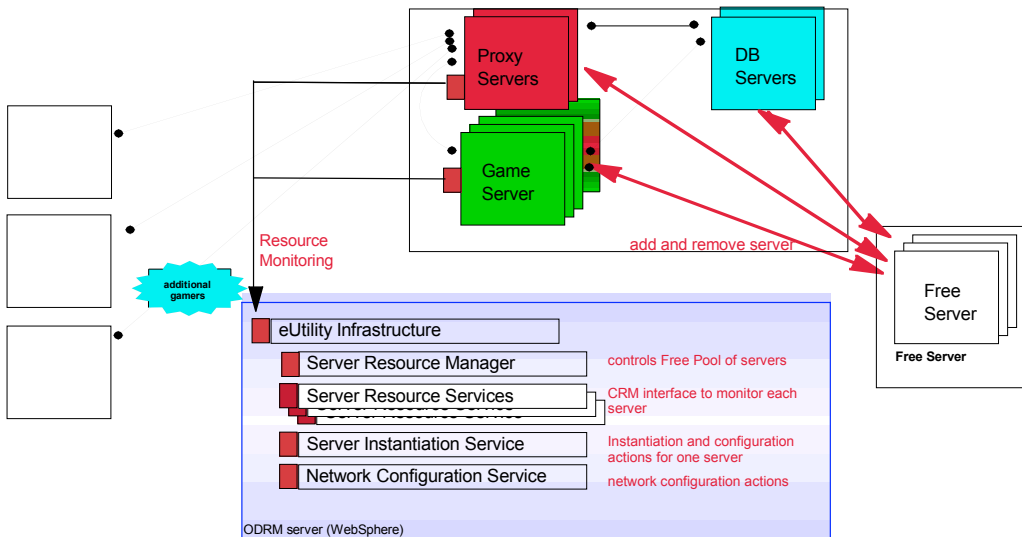 Proxy
Servers
DB
Servers
Game
Server
Resource
Monitoring
add and remove server
additional
gamers
Free
Server
Free Server
eUtility Infrastructure
Server Resource Manager
controls Free Pool of servers
Server Resource Services
CRM interface to monitor each
server
Server Instantiation Service
Instantiation and configuration
actions for one server
Network Configuration Service
network configuration actions
ODRM server (WebSphere)